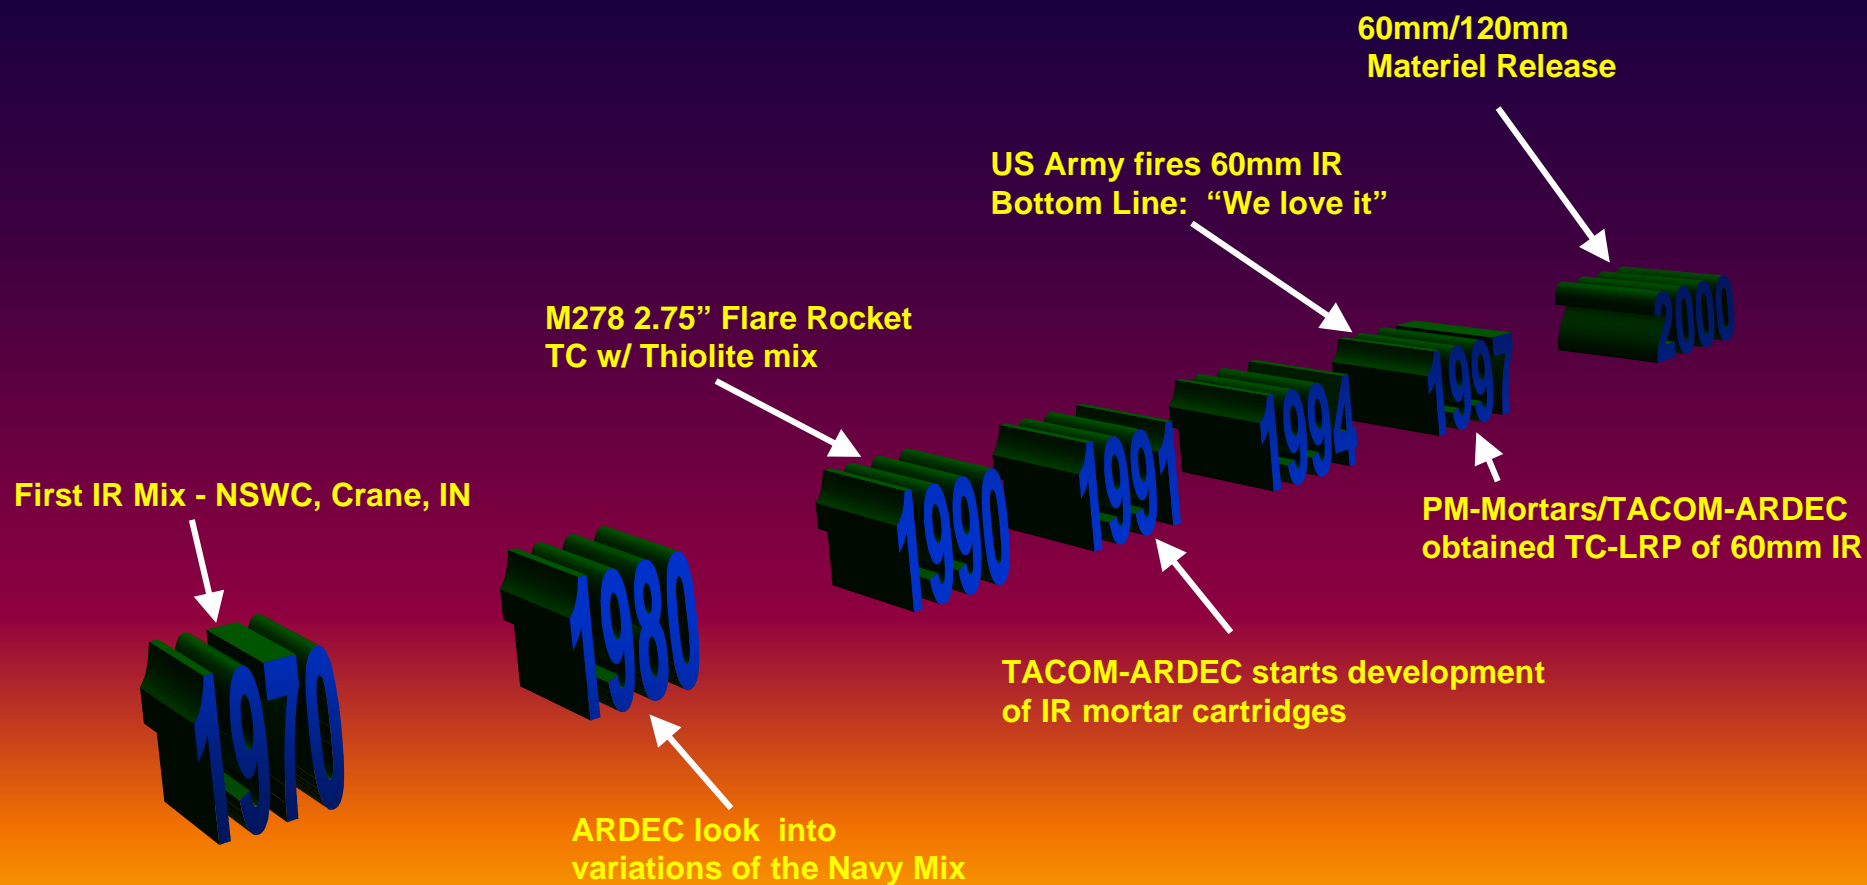 60mm/120mm
Materiel Release
US Army fires 60mm IR
Bottom Line: “We love it”
M278 2.75” Flare Rocket
TC w/ Thiolite mix
First IR Mix - NSWC, Crane, IN
1970
1980
1990
1991
1994
1997
2000
PM-Mortars/TACOM-ARDEC
obtained TC-LRP of 60mm IR
TACOM-ARDEC starts development
of IR mortar cartridges
ARDEC look  into
variations of the Navy Mix